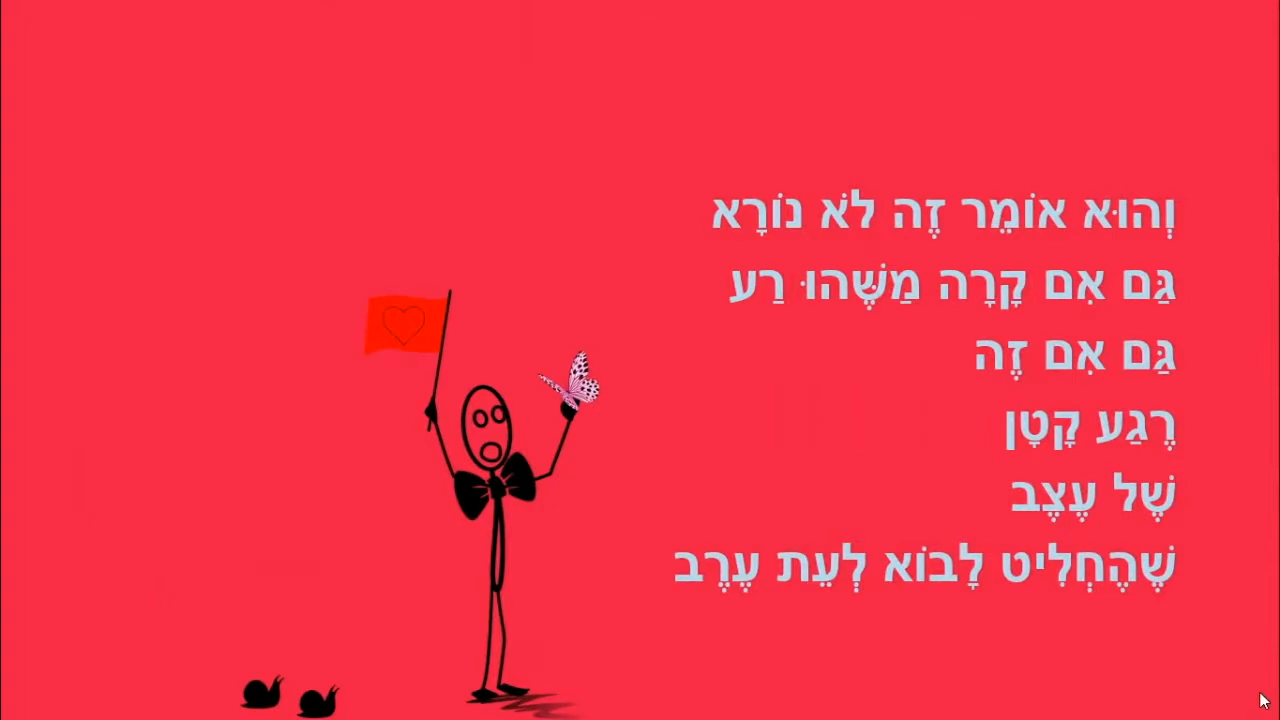 וְהוּא אוֹמֵר זֶה לֹא נוֹרָא
גַּם אִם קָרָה מַשֶּׁהוּ רַע
גַּם אִם זֶה
רֶגַע קָטָן
שֶׁל עֶצֶב
שֶׁהֶחְלִיט לָבוֹא לְעֵת עֶרֶב